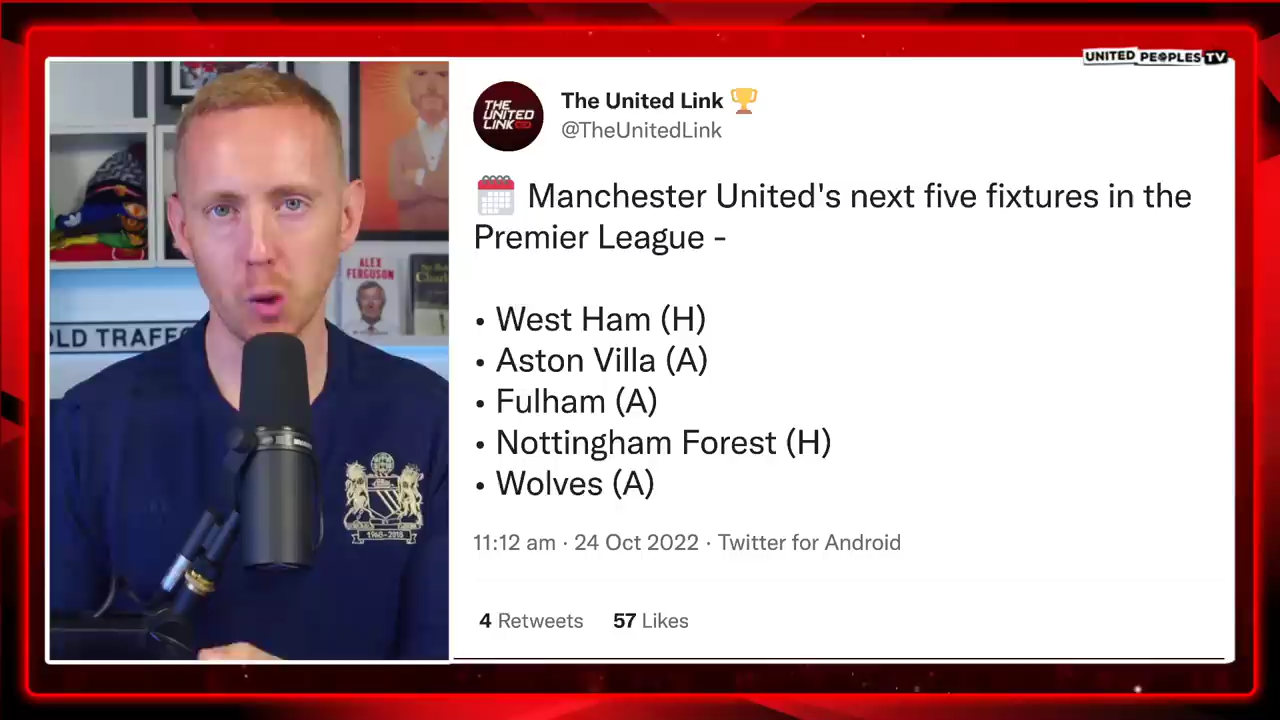 UNITED PEOPLES TV
THE
UNITED
LINK
The United Link 🏆
@TheUnitedLink
📅 Manchester United's next five fixtures in the
Premier League -
• West Ham (H)
• Aston Villa (A)
• Fulham (A)
• Nottingham Forest (H)
• Wolves (A)
11:12 am · 24 Oct 2022 · Twitter for Android
4 Retweets 57 Likes
ALEX
FERGUSON
OLD TRAFF
1968-2018